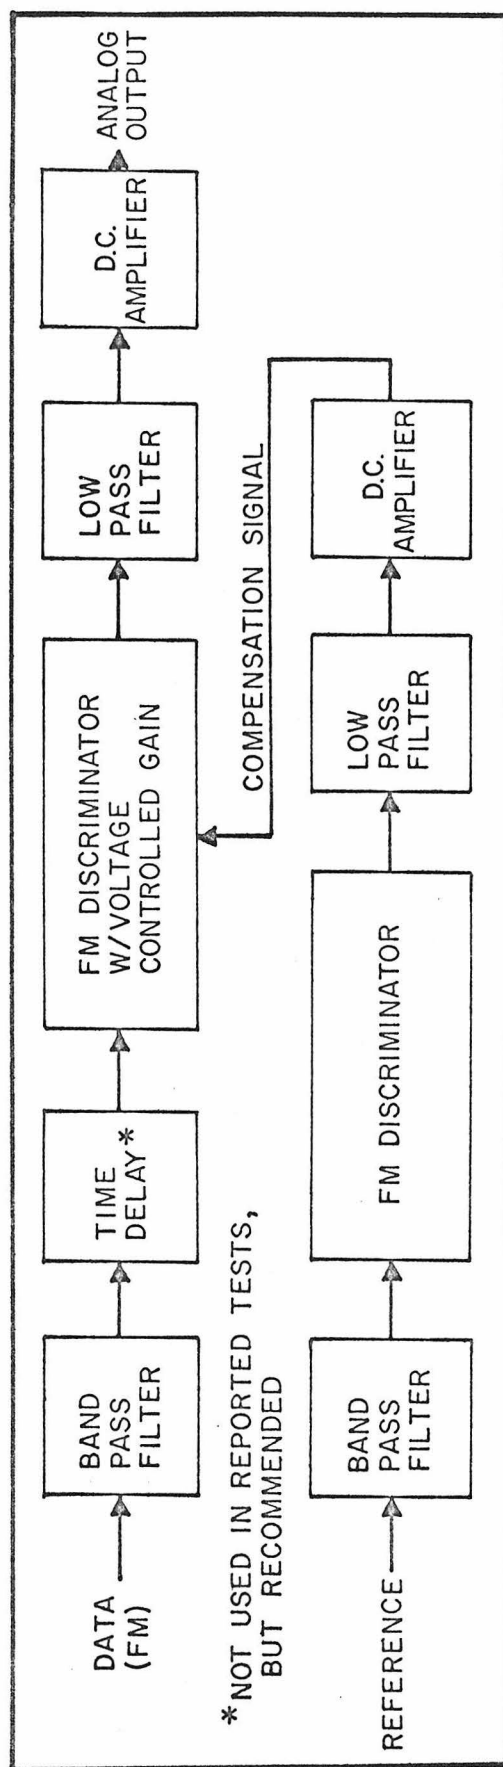 DATA
(FM)
BAND
PASS
FILTER
TIME
DELAY*
FM DISCRIMINATOR
W/VOLTAGE
CONTROLLED GAIN
LOW
PASS
FILTER
D.C.
AMPLIFIER
ANALOG
OUTPUT
*NOT USED IN REPORTED TESTS,
BUT RECOMMENDED
COMPENSATION SIGNAL
REFERENCE
BAND
PASS
FILTER
FM DISCRIMINATOR
LOW
PASS
FILTER
D.C.
AMPLIFIER